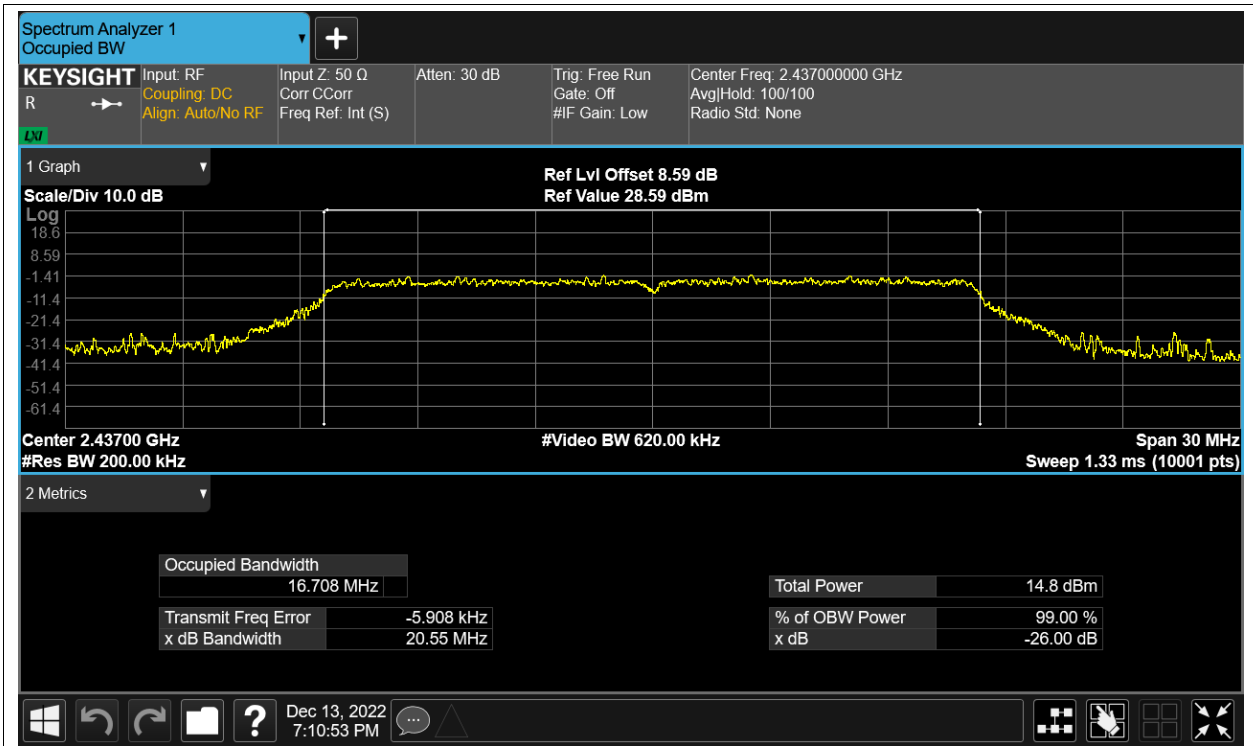 Spectrum Analyzer 1
Occupied BW
KEYSIGHT
R
LXI
Input: RF
Coupling: DC
Align: Auto/No RF
Input Z: 50 Ω
Corr CCorr
Freq Ref: Int (S)
Atten: 30 dB
Trig: Free Run
Gate: Off
#IF Gain: Low
Center Freq: 2.437000000 GHz
Avg|Hold: 100/100
Radio Std: None
1 Graph
Scale/Div 10.0 dB
Ref Lvl Offset 8.59 dB
Ref Value 28.59 dBm
Log
18.6
8.59
-1.41
-11.4
-21.4
-31.4
-41.4
-51.4
-61.4
Center 2.43700 GHz
#Video BW 620.00 kHz
Span 30 MHz
#Res BW 200.00 kHz
Sweep 1.33 ms (10001 pts)
2 Metrics
Occupied Bandwidth
16.708 MHz
Total Power 14.8 dBm
Transmit Freq Error -5.908 kHz
% of OBW Power 99.00 %
x dB Bandwidth 20.55 MHz
x dB -26.00 dB
?
Dec 13, 2022
7:10:53 PM